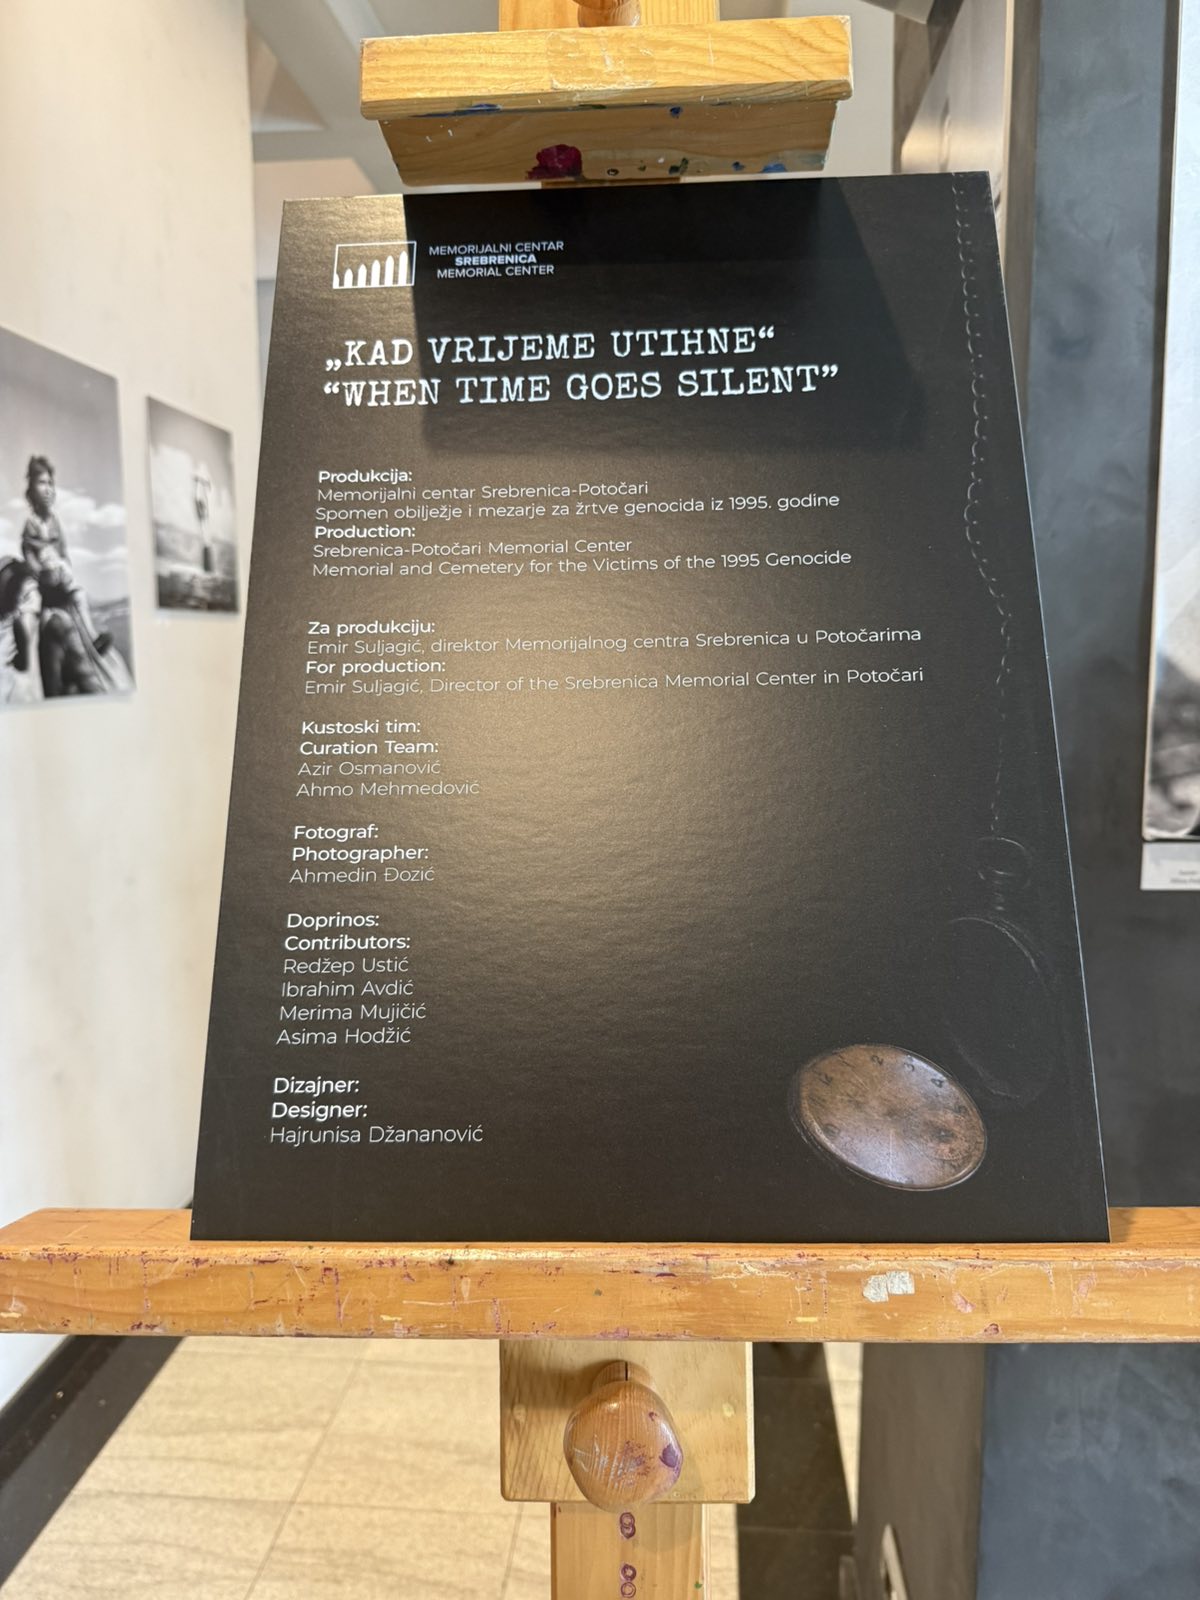 MEMORIJALNI CENTAR
SREBRENICA
MEMORIAL CENTER
„KAD VRIJEME UTIHNE“
“WHEN TIME GOES SILENT”
Produkcija:
Memorijalni centar Srebrenica-Potočari
Spomen obilježje i mezarje za žrtve genocida iz 1995. godine
Production:
Srebrenica-Potočari Memorial Center
Memorial and Cemetery for the Victims of the 1995 Genocide
Za produkciju:
Emir Suljagić, direktor Memorijalnog centra Srebrenica u Potočarima
For production:
Emir Suljagić, Director of the Srebrenica Memorial Center in Potočari
Kustoski tim:
Curation Team:
Azir Osmanović
Ahmo Mehmedović
Fotograf:
Photographer:
Ahmedin Đozić
Doprinos:
Contributors:
Redžep Ustić
Ibrahim Avdić
Merima Mujičić
Asima Hodžić
Dizajner:
Designer:
Hajrunisa Džananović
1 2 3 4